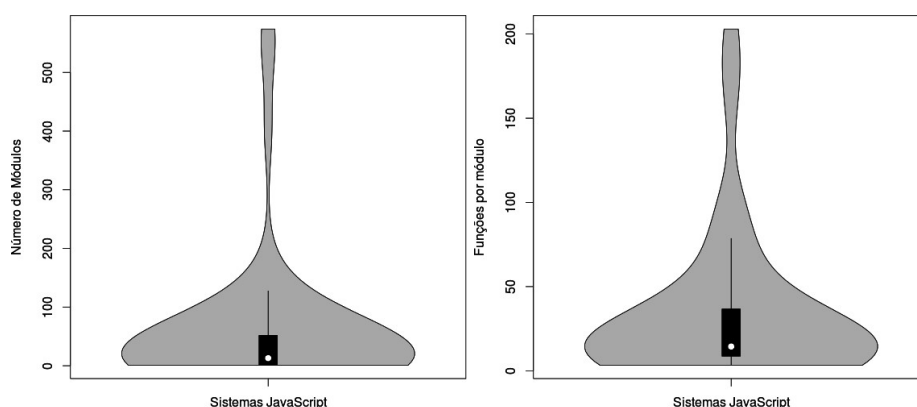 Número de Módulos
500
400
300
200
100
0
Sistemas JavaScript
Funções por módulo
200
150
100
50
0
Sistemas JavaScript